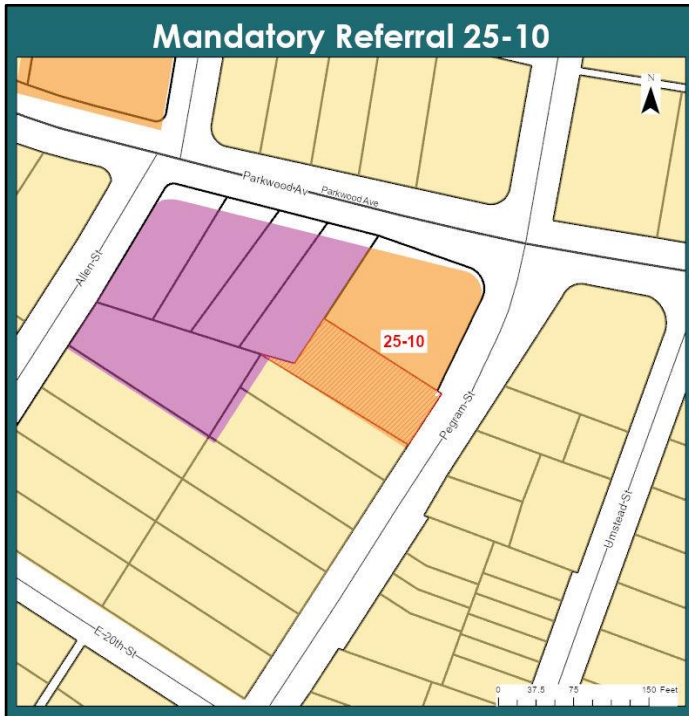 Mandatory Referral 25-10
N
Parkwood Av
Parkwood Ave
Allen St
25-10
Pegram St
Umstead St
E 20th St
0 37.5 75 150 Feet